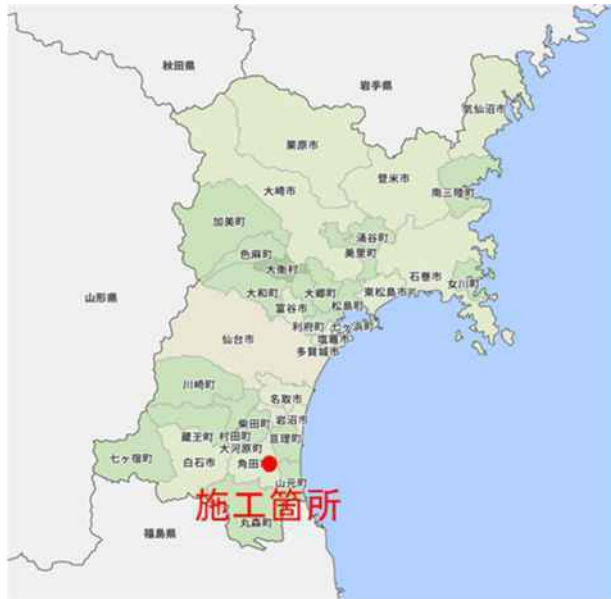 秋田県
岩手県
気仙沼市
栗原市
登米市
大崎市
南三陸町
加美町
涌谷町
色麻町
美里町
大衡村
石巻市
女川町
山形県
大和町
大郷町
東松島市
富谷市
松島町
利府町
七ヶ浜町
仙台市
塩竈市
多賀城市
川崎町
名取市
柴田町
岩沼市
蔵王町
村田町
亘理町
大河原町
七ヶ宿町
白石市
角田
山元町
施工箇所
丸森町
福島県